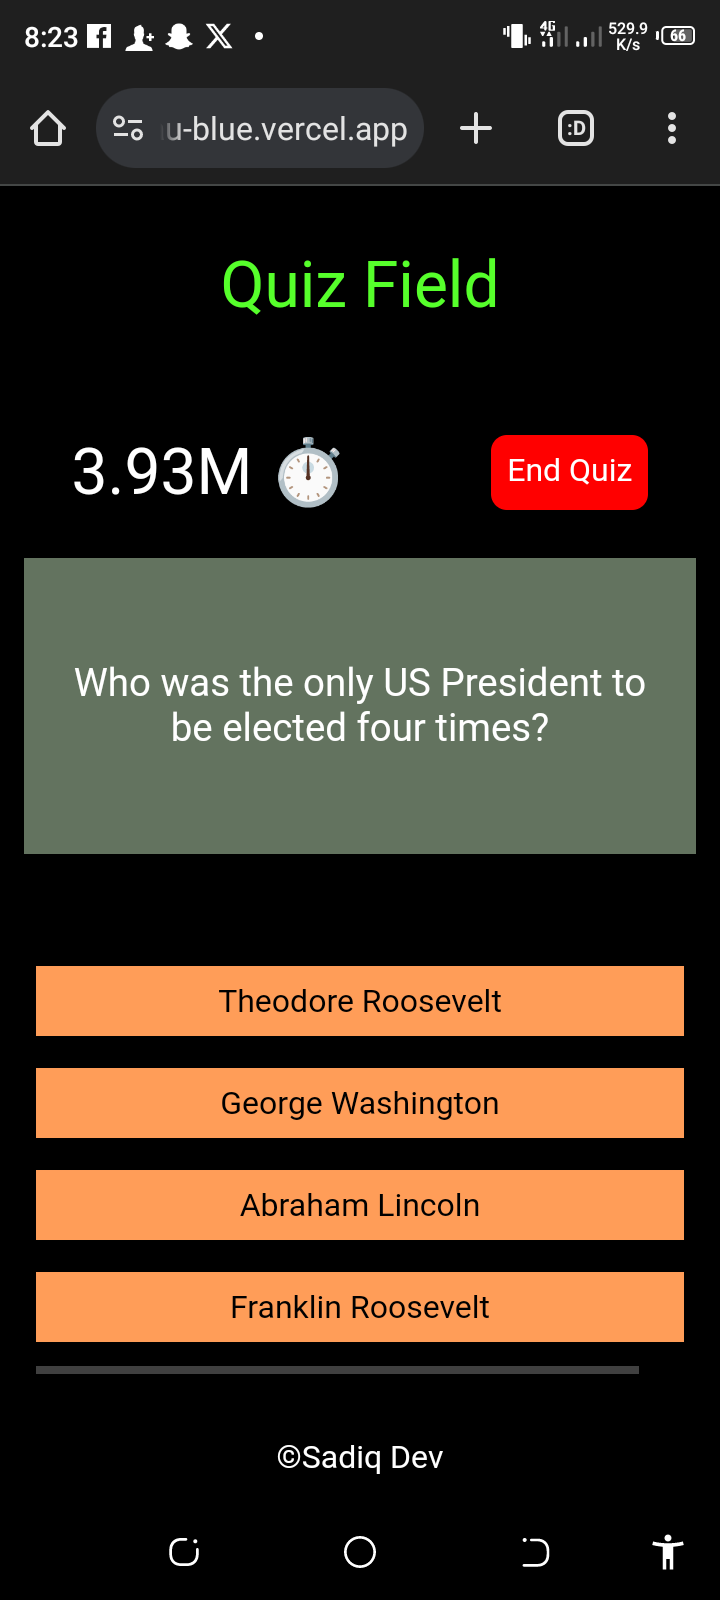 8:23
4G
529.9
K/s
66
u-blue.vercel.app
:D
Quiz Field
3.93M
End Quiz
Who was the only US President to
be elected four times?
Theodore Roosevelt
George Washington
Abraham Lincoln
Franklin Roosevelt
©Sadiq Dev